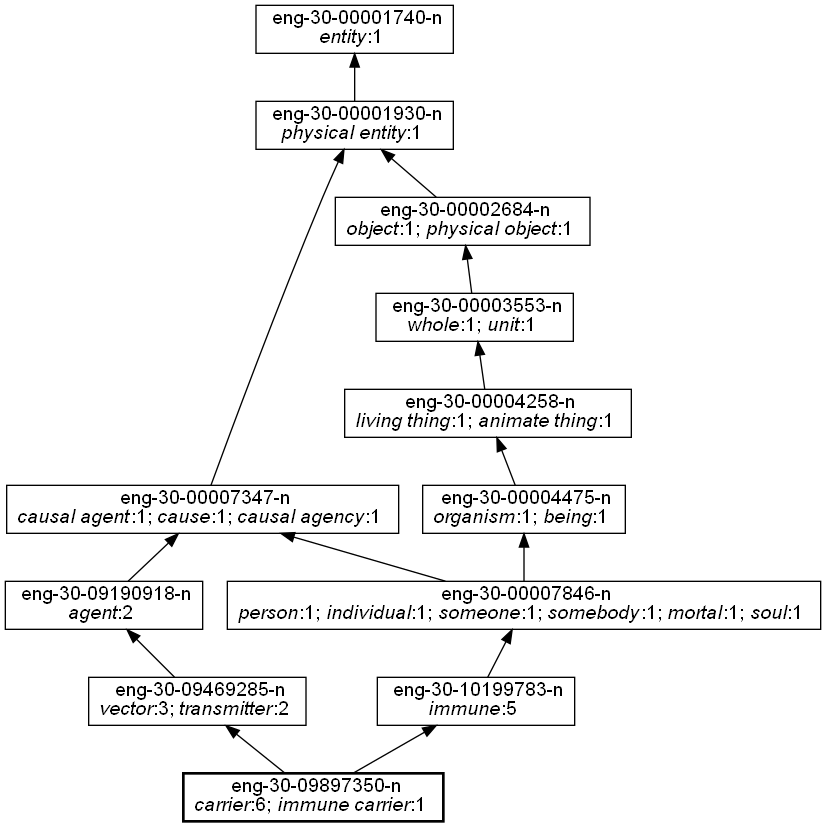 eng-30-00001740-n
entity:1
eng-30-00001930-n
physical entity:1
eng-30-00002684-n
object:1; physical object:1
eng-30-00003553-n
whole:1; unit:1
eng-30-00004258-n
living thing:1; animate thing:1
eng-30-00007347-n
causal agent:1; cause:1; causal agency:1
eng-30-00004475-n
organism:1; being:1
eng-30-09190918-n
agent:2
eng-30-00007846-n
person:1; individual:1; someone:1; somebody:1; mortal:1; soul:1
eng-30-09469285-n
vector:3; transmitter:2
eng-30-10199783-n
immune:5
eng-30-09897350-n
carrier:6; immune carrier:1